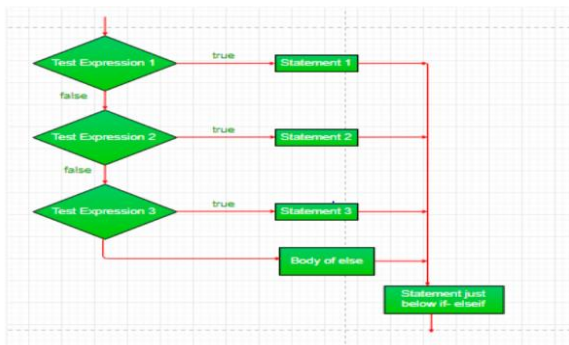 Test Expression 1
true
Statement 1
false
Test Expression 2
true
Statement 2
false
Test Expression 3
true
Statement 3
Body of else
Statement just
below if- elseif